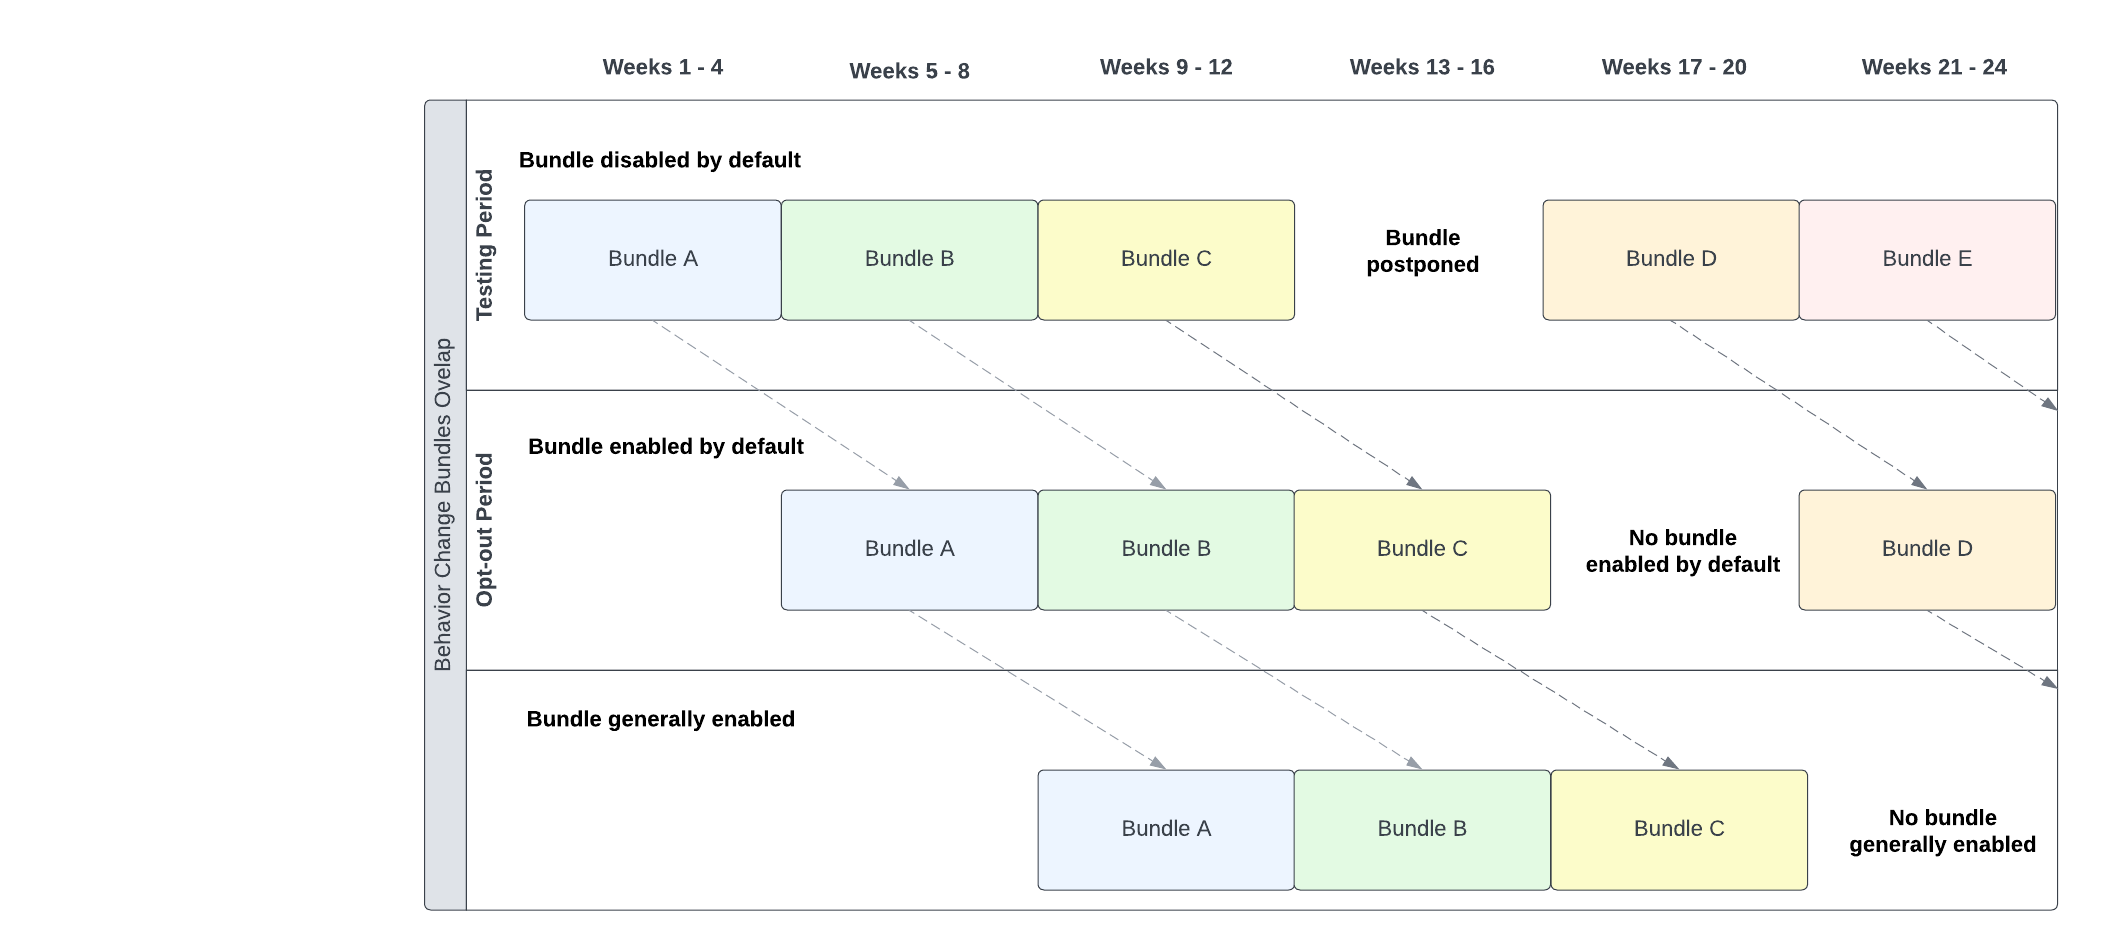 Weeks 1 - 4
Weeks 5 - 8
Weeks 9 - 12
Weeks 13 - 16
Weeks 17 - 20
Weeks 21 - 24
Behavior Change Bundles Ovelap
Testing Period
Bundle disabled by default
Bundle A
Bundle B
Bundle C
Bundle
postponed
Bundle D
Bundle E
Opt-out Period
Bundle enabled by default
Bundle A
Bundle B
Bundle C
No bundle
enabled by default
Bundle D
Bundle generally enabled
Bundle A
Bundle B
Bundle C
No bundle
generally enabled